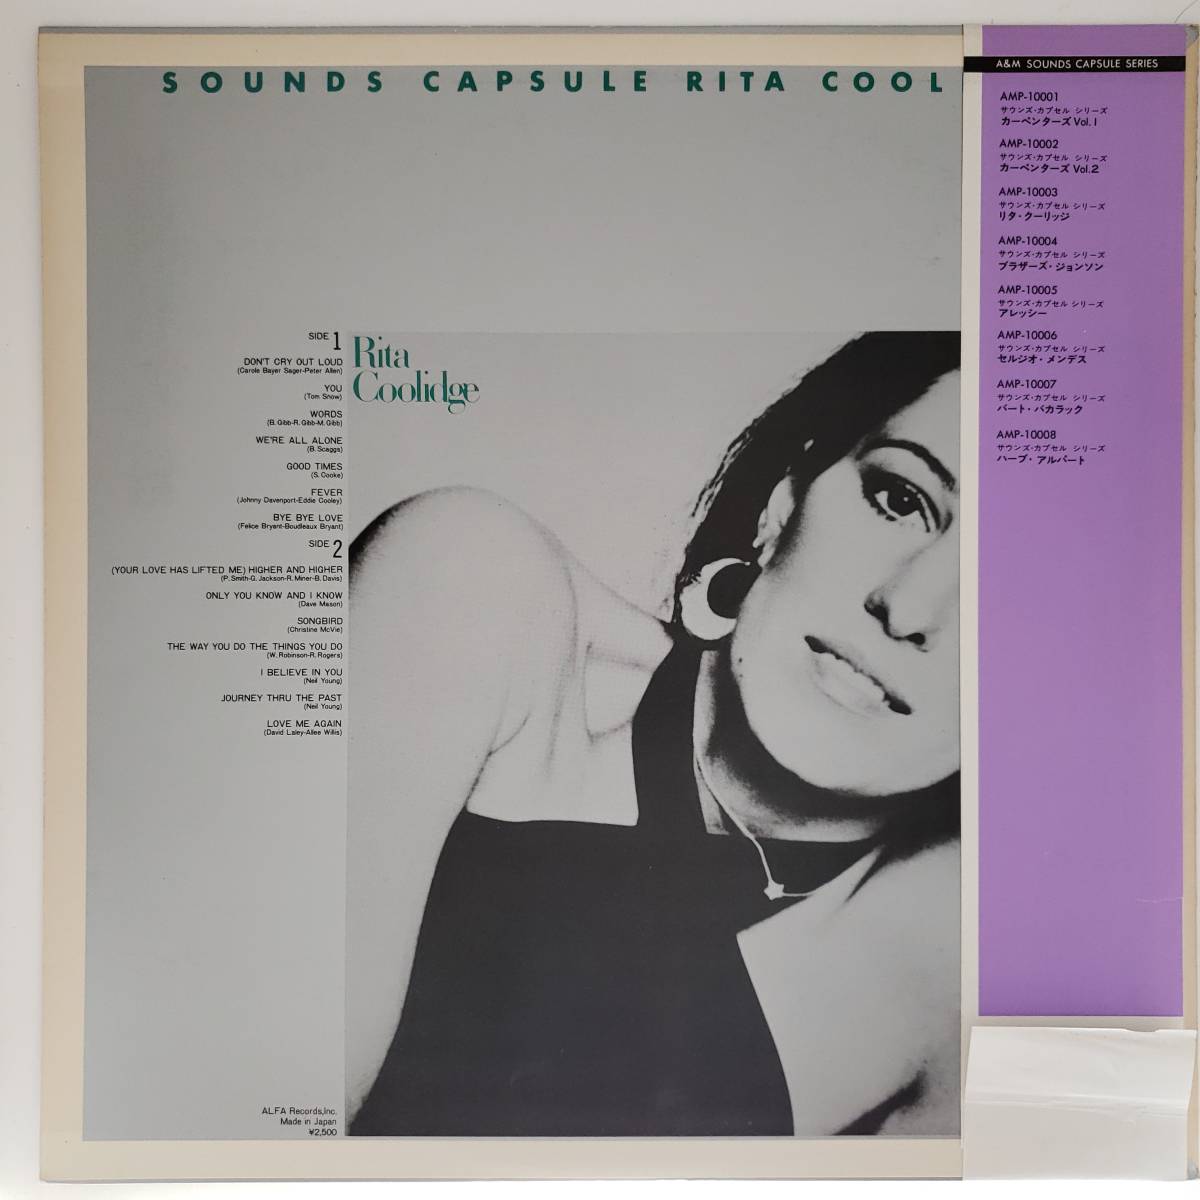 SOUNDS CAPSULE RITA COOL
SIDE 1
DON'T CRY OUT LOUD
(Carole Bayer Sager-Peter Allen)
YOU
(Tom Snow)
WORDS
(B. Gibb-R. Gibb-M. Gibb)
WE'RE ALL ALONE
(B. Scaggs)
GOOD TIMES
(S. Cooke)
FEVER
(Johnny Davenport-Eddie Cooley)
BYE BYE LOVE
(Felice Bryant-Boudleaux Bryant)
SIDE 2
(YOUR LOVE HAS LIFTED ME) HIGHER AND HIGHER
(P. Smith-G. Jackson-R. Miner-B. Davis)
ONLY YOU KNOW AND I KNOW
(Dave Mason)
SONGBIRD
(Christine McVie)
THE WAY YOU DO THE THINGS YOU DO
(W. Robinson-R. Rogers)
I BELIEVE IN YOU
(Neil Young)
JOURNEY THRU THE PAST
(Neil Young)
LOVE ME AGAIN
(David Laley-Allee Willis)
Rita
Coolidge
ALFA Records,Inc.
Made in Japan
¥2,500
A&M SOUNDS CAPSULE SERIES
AMP-10001
サウンズ・カプセル シリーズ
カーペンターズ Vol.1
AMP-10002
サウンズ・カプセル シリーズ
カーペンターズ Vol.2
AMP-10003
サウンズ・カプセル シリーズ
リタ・クーリッジ
AMP-10004
サウンズ・カプセル シリーズ
ブラザーズ・ジョンソン
AMP-10005
サウンズ・カプセル シリーズ
アレッシー
AMP-10006
サウンズ・カプセル シリーズ
セルジオ・メンデス
AMP-10007
サウンズ・カプセル シリーズ
バート・バカラック
AMP-10008
サウンズ・カプセル シリーズ
ハーブ・アルパート